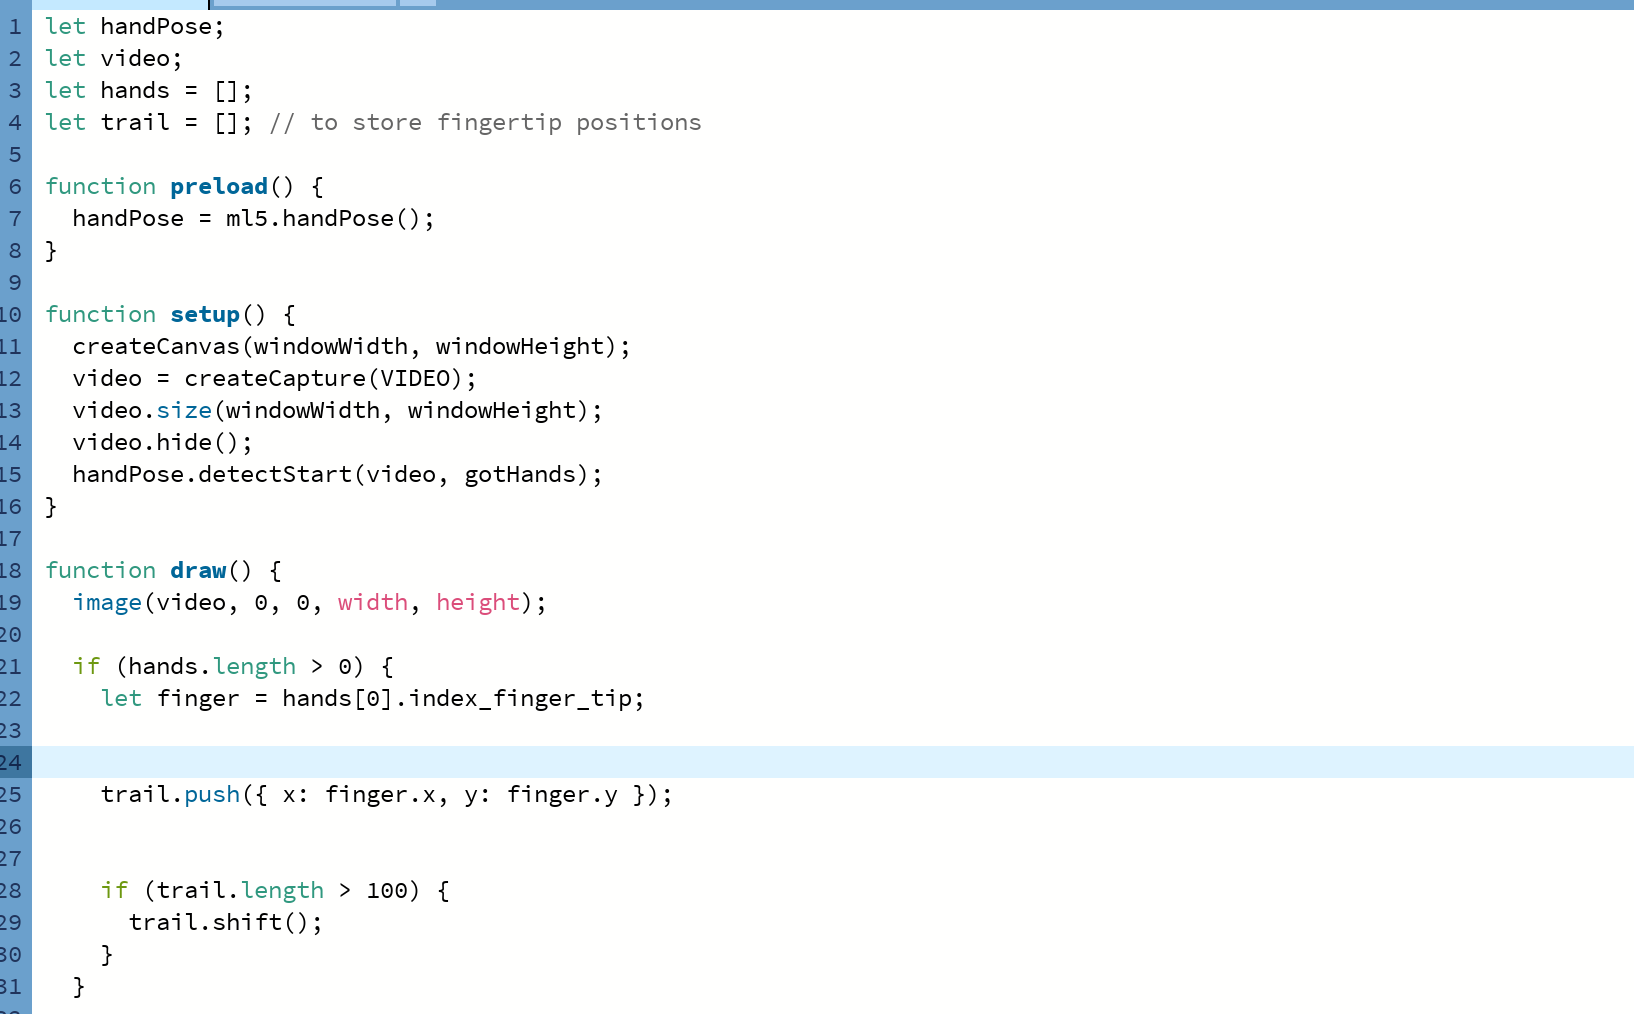 1 let handPose;
2 let video;
3 let hands = [];
4 let trail = []; // to store fingertip positions
5
6 function preload() {
7   handPose = ml5.handPose();
8 }
9
10 function setup() {
11   createCanvas(windowWidth, windowHeight);
12   video = createCapture(VIDEO);
13   video.size(windowWidth, windowHeight);
14   video.hide();
15   handPose.detectStart(video, gotHands);
16 }
17
18 function draw() {
19   image(video, 0, 0, width, height);
20
21   if (hands.length > 0) {
22     let finger = hands[0].index_finger_tip;
23
24
25     trail.push({ x: finger.x, y: finger.y });
26
27
28     if (trail.length > 100) {
29       trail.shift();
30     }
31   }